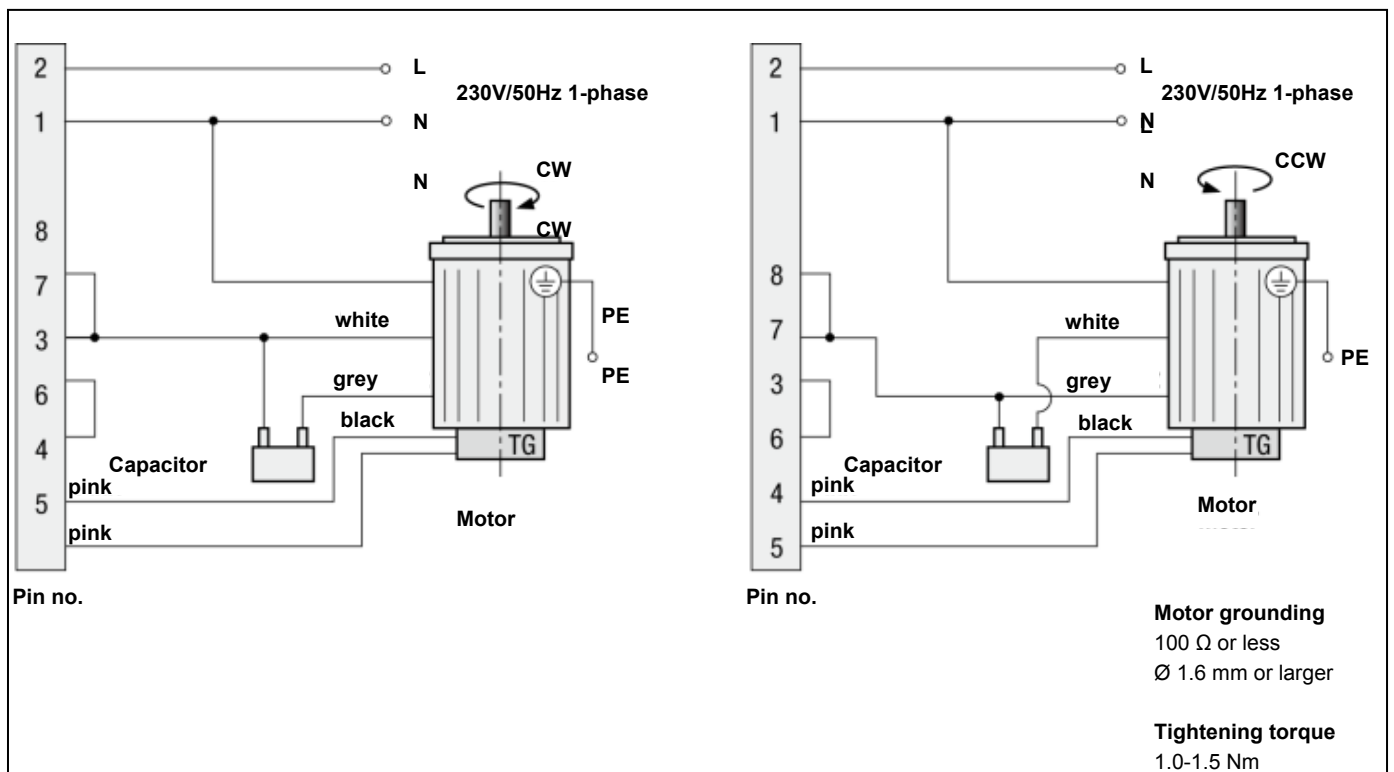 2
L
230V/50Hz 1-phase
1
N
N
CW
8
CW
7
white
PE
3
PE
grey
6
black
4
TG
Capacitor
pink
5
Motor
pink
Pin no.
2
L
230V/50Hz 1-phase
1
N
L
N
CCW
8
white
7
PE
3
grey
black
6
TG
Capacitor
pink
4
Motor
pink
5
Pin no.
Motor grounding
100 Ω or less
Ø 1.6 mm or larger
Tightening torque
1.0-1.5 Nm